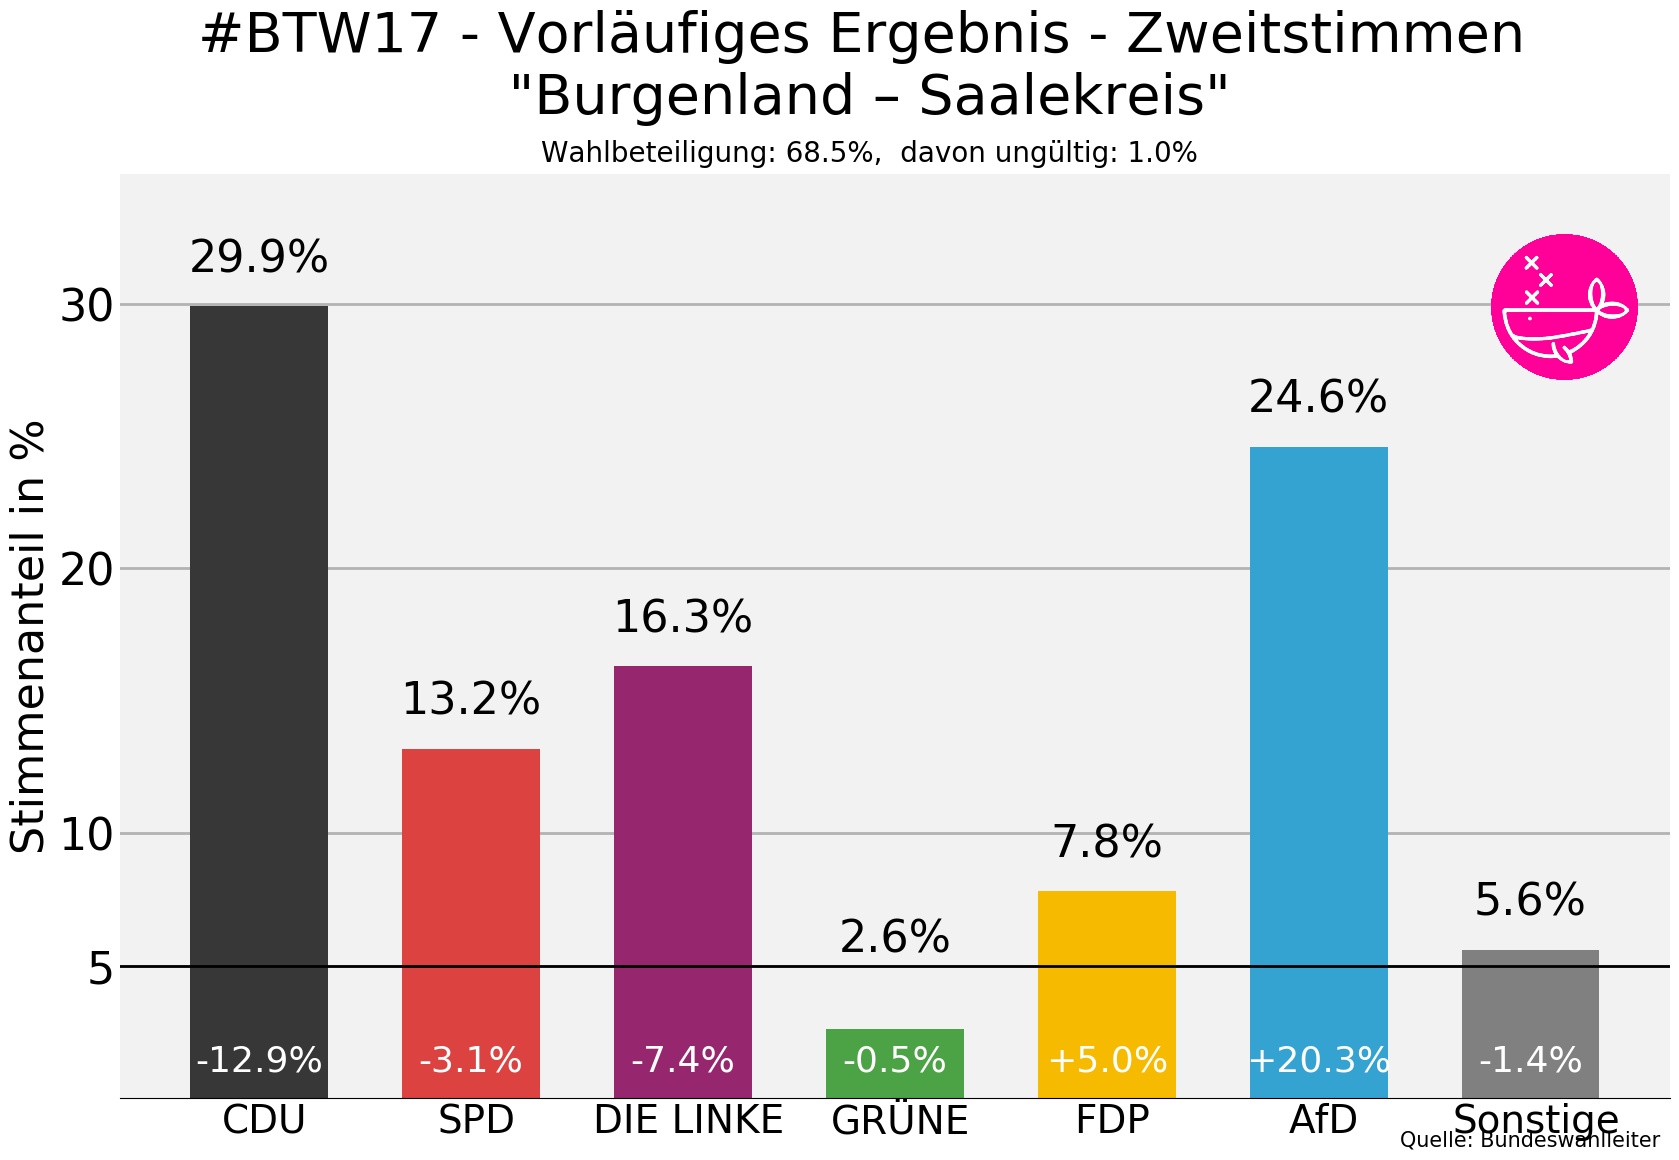 #BTW17 - Vorläufiges Ergebnis - Zweitstimmen
"Burgenland – Saalekreis"
Wahlbeteiligung: 68.5%,  davon ungültig: 1.0%
Stimmenanteil in %
30
20
10
5
29.9%
13.2%
16.3%
2.6%
7.8%
24.6%
5.6%
-12.9%
-3.1%
-7.4%
-0.5%
+5.0%
+20.3%
-1.4%
CDU
SPD
DIE LINKE
GRÜNE
FDP
AfD
Sonstige
Quelle: Bundeswahlleiter